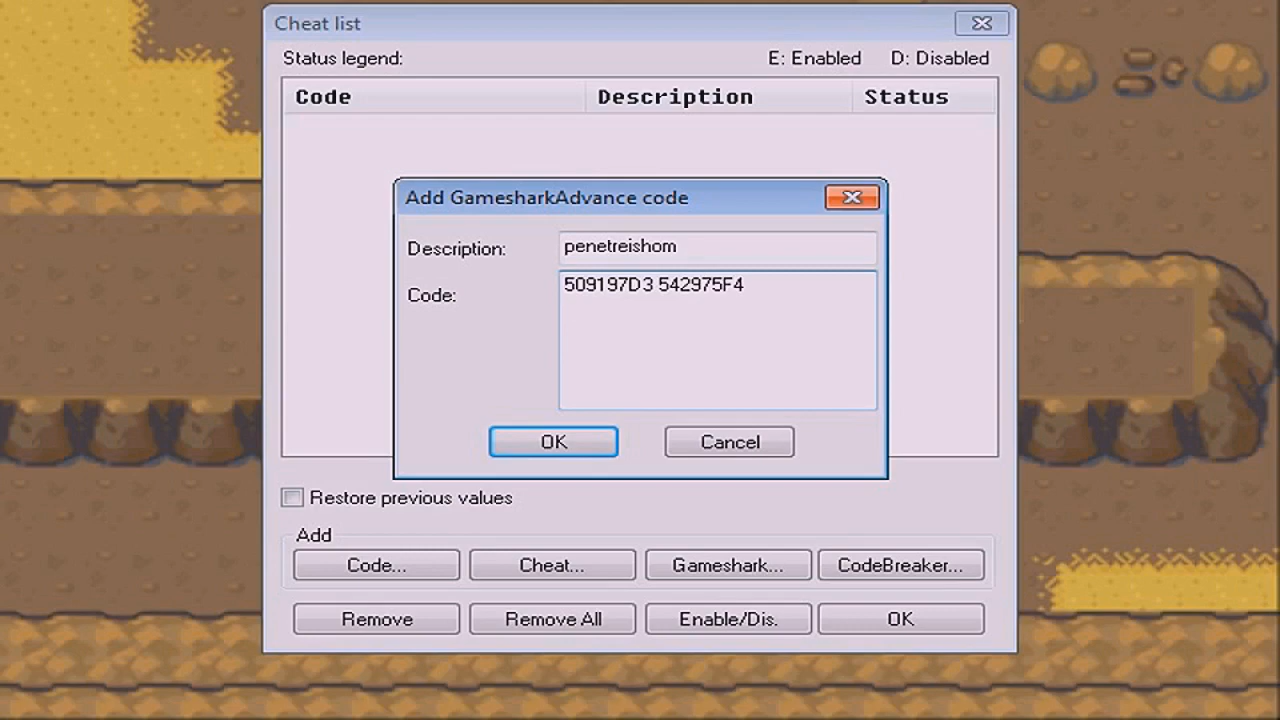 Cheat list
Status legend: E: Enabled D: Disabled
Code Description Status
Add GamesharkAdvance code
Description: penetreishom
Code: 509197D3 542975F4
OK Cancel
Restore previous values
Add
Code... Cheat... Gameshark... CodeBreaker...
Remove Remove All Enable/Dis. OK